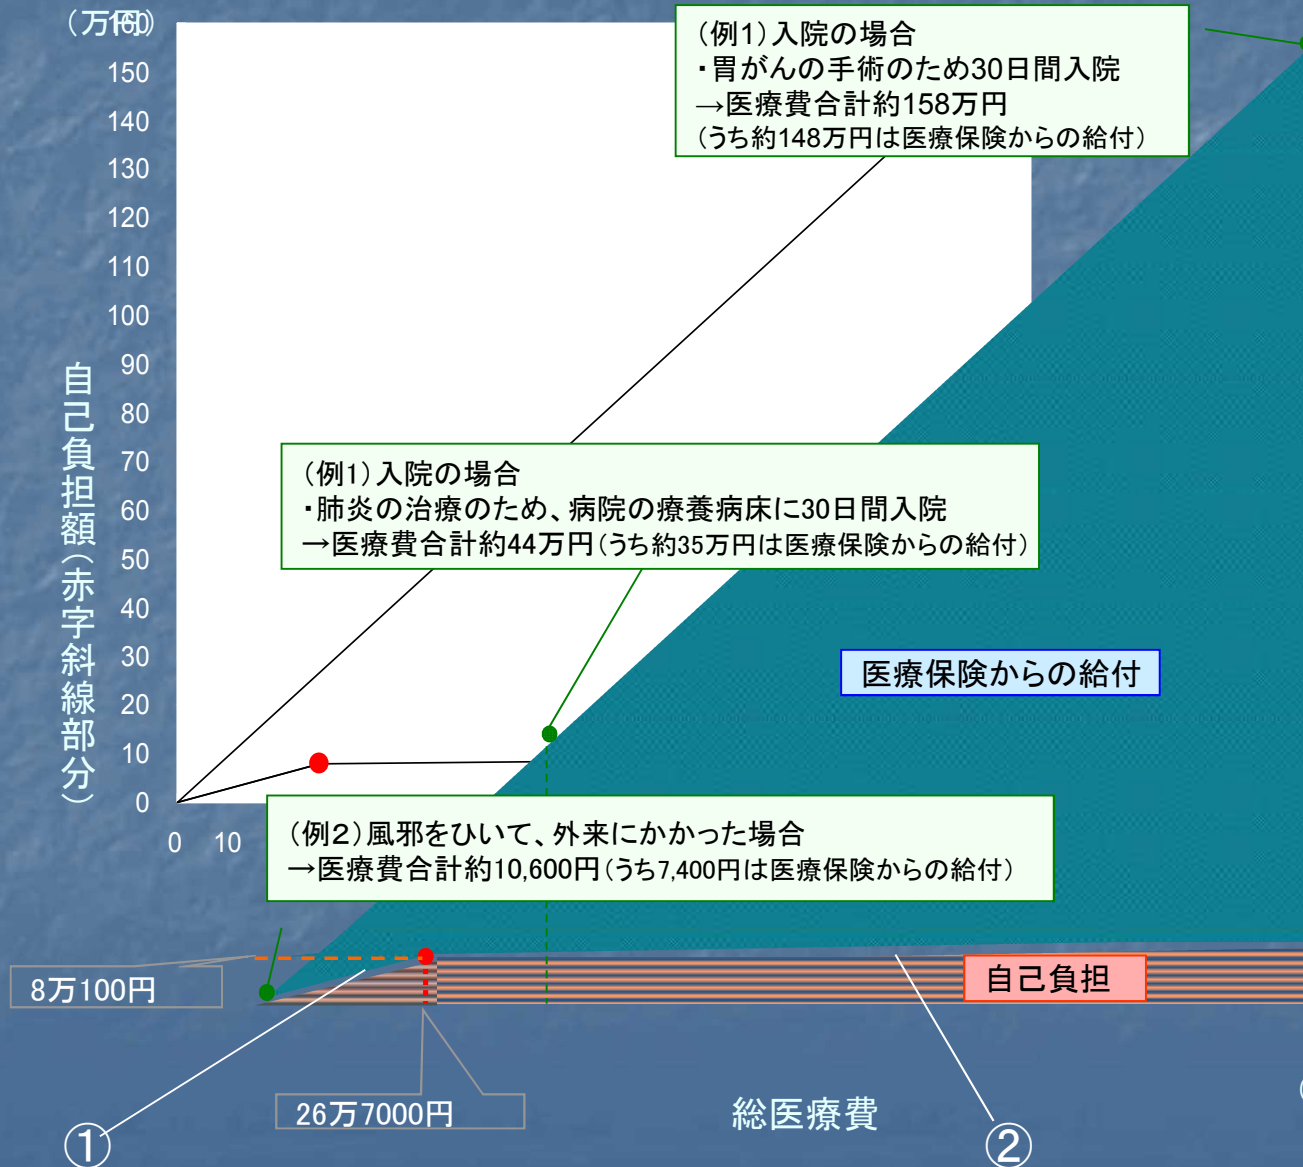 （万円）
160
150
140
130
120
110
100
90
80
70
60
50
40
30
20
10
0
0 10
自己負担額（赤字斜線部分）
（例1）入院の場合
・胃がんの手術のため30日間入院
→医療費合計約158万円
（うち約148万円は医療保険からの給付）
（例1）入院の場合
・肺炎の治療のため、病院の療養病床に30日間入院
→医療費合計約44万円（うち約35万円は医療保険からの給付）
医療保険からの給付
（例２）風邪をひいて、外来にかかった場合
→医療費合計約10,600円（うち7,400円は医療保険からの給付）
8万100円
自己負担
26万7000円
総医療費
①
②